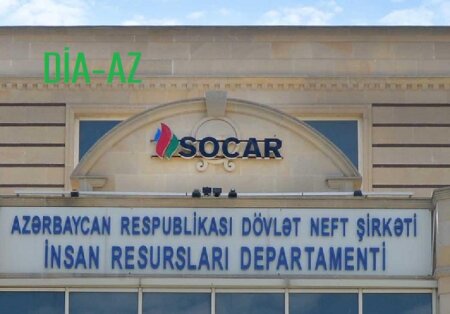 DİA-AZ
SOCAR
AZƏRBAYCAN RESPUBLİKASI DÖVLƏT NEFT ŞİRKƏTİ
İNSAN RESURSLARI DEPARTAMENTİ